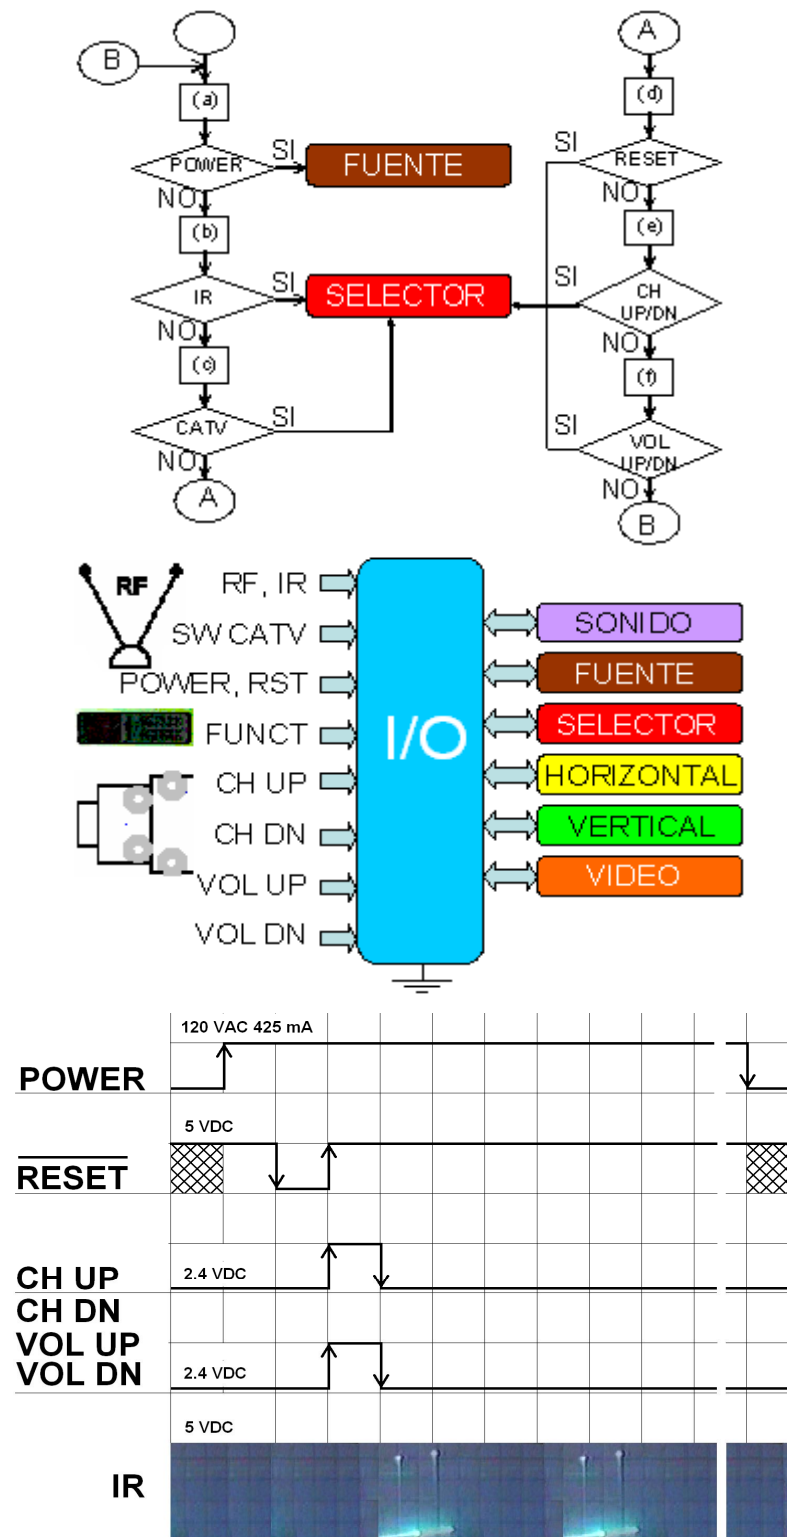 B
A
(a)
(d)
POWER
SI
FUENTE
SI
RESET
NO
NO
(b)
(e)
IR
SI
SELECTOR
SI
CH
UP/DN
NO
NO
(c)
(f)
CATV
SI
SI
VOL
UP/DN
NO
NO
A
B
RF
RF, IR
SW CATV
POWER, RST
FUNCT
CH UP
CH DN
VOL UP
VOL DN
I/O
SONIDO
FUENTE
SELECTOR
HORIZONTAL
VERTICAL
VIDEO
120 VAC 425 mA
POWER
5 VDC
RESET
CH UP
2.4 VDC
CH DN
VOL UP
VOL DN
2.4 VDC
5 VDC
IR